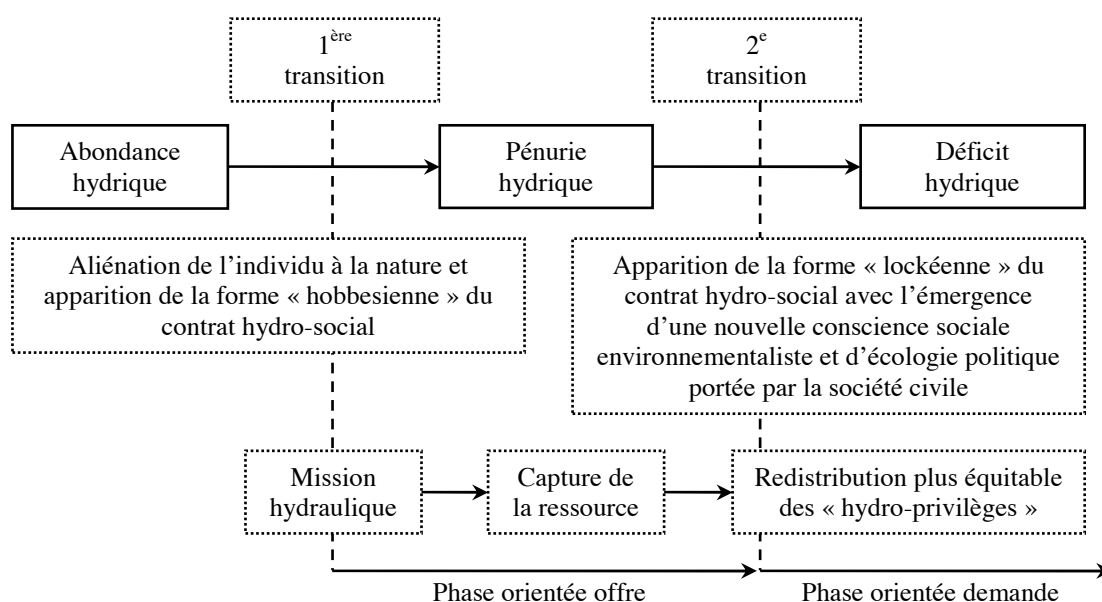 1ère
transition
2e
transition
Abondance
hydrique
Pénurie
hydrique
Déficit
hydrique
Aliénation de l’individu à la nature et
apparition de la forme « hobbesienne » du
contrat hydro-social
Apparition de la forme « lockéenne » du
contrat hydro-social avec l’émergence
d’une nouvelle conscience sociale
environnementaliste et d’écologie politique
portée par la société civile
Mission
hydraulique
Capture de
la ressource
Redistribution plus équitable
des « hydro-privilèges »
Phase orientée offre
Phase orientée demande